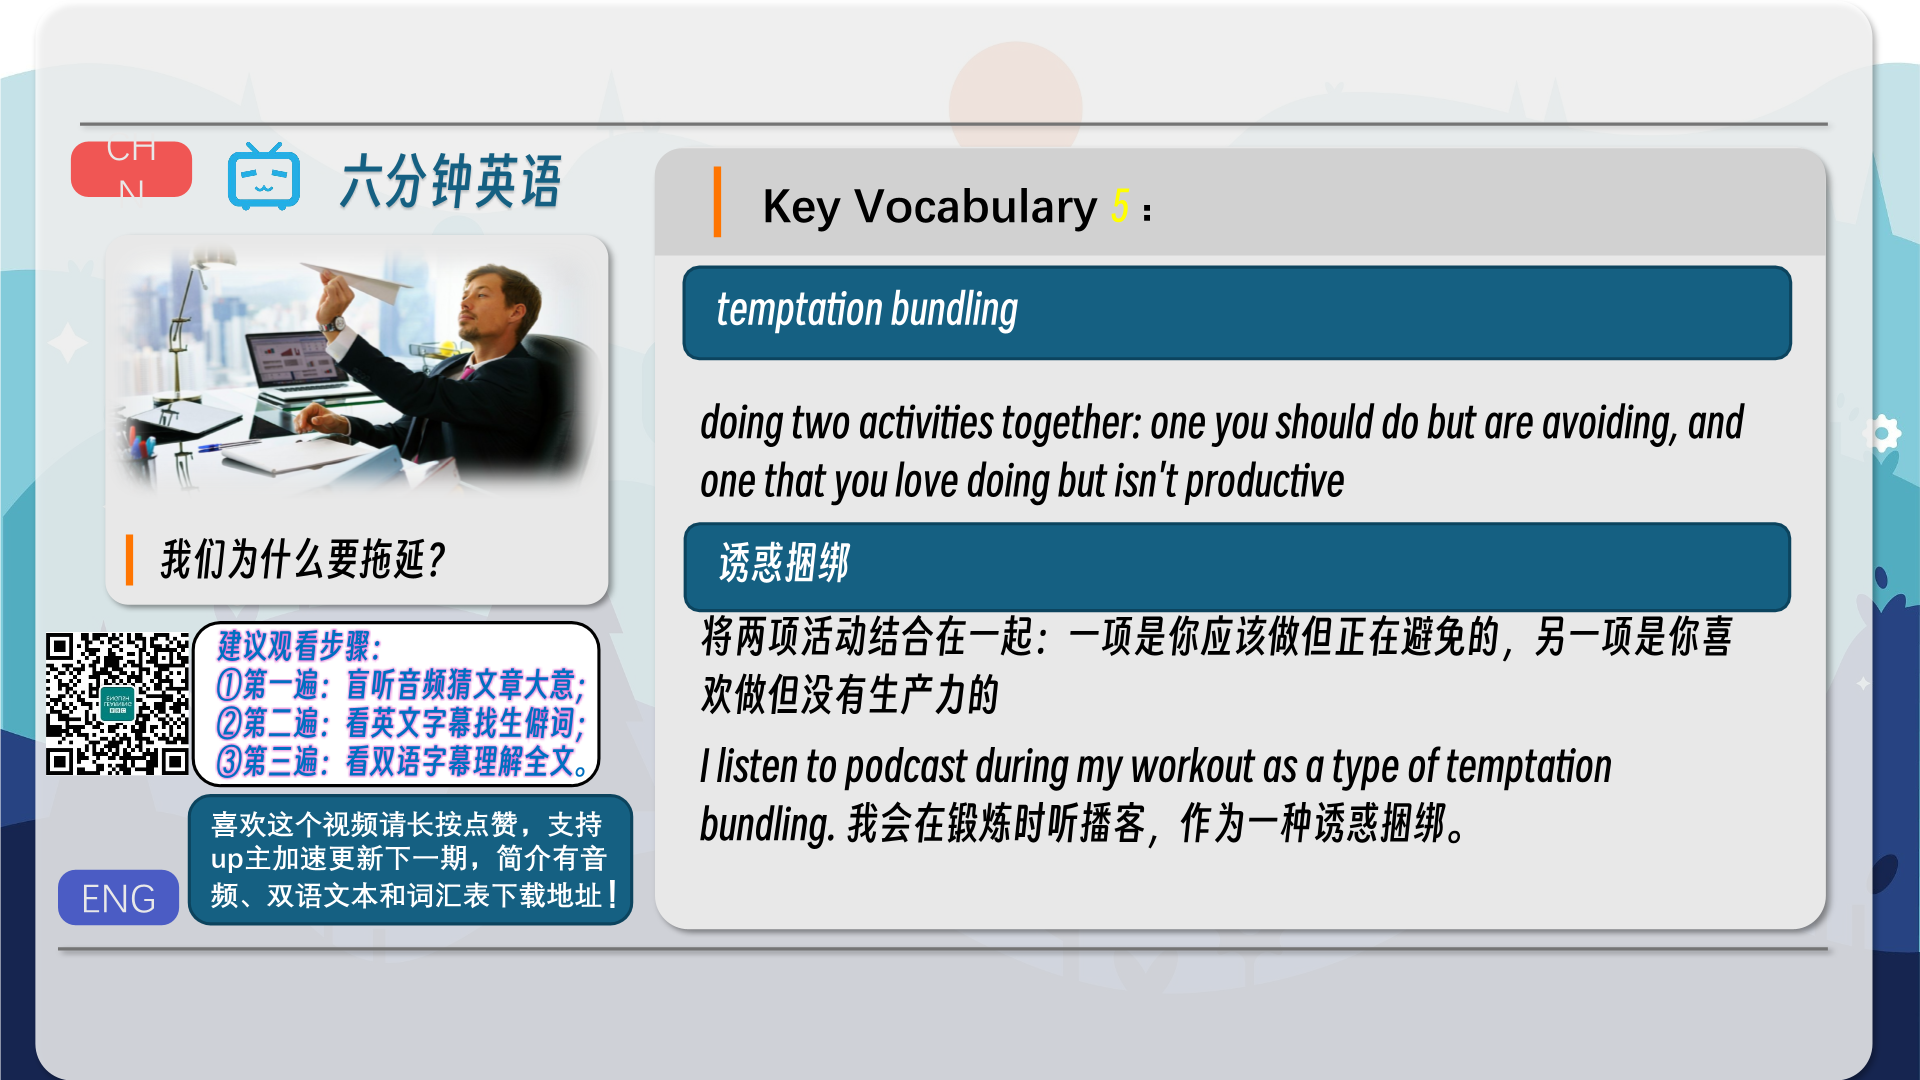 CH
N
六分钟英语
我们为什么要拖延?
建议观看步骤：
①第一遍：盲听音频猜文章大意；
②第二遍：看英文字幕找生僻词；
③第三遍：看双语字幕理解全文。
喜欢这个视频请长按点赞，支持
up主加速更新下一期，简介有音
频、双语文本和词汇表下载地址！
ENG
Key Vocabulary 5：
temptation bundling
doing two activities together: one you should do but are avoiding, and
one that you love doing but isn't productive
诱惑捆绑
将两项活动结合在一起：一项是你应该做但正在避免的，另一项是你喜
欢做但没有生产力的
I listen to podcast during my workout as a type of temptation
bundling. 我会在锻炼时听播客，作为一种诱惑捆绑。